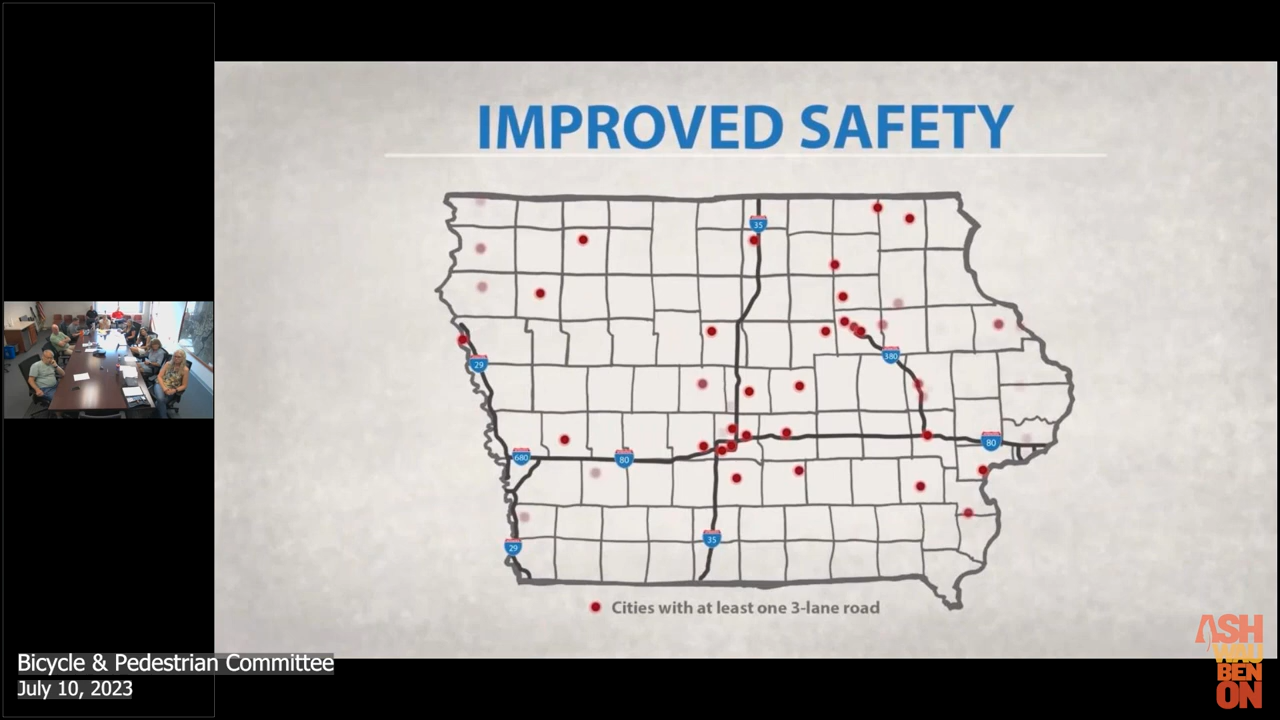 IMPROVED SAFETY
35
29
380
680
80
80
29
35
Cities with at least one 3-lane road
Bicycle & Pedestrian Committee
July 10, 2023
ASH
WAU
BEN
ON